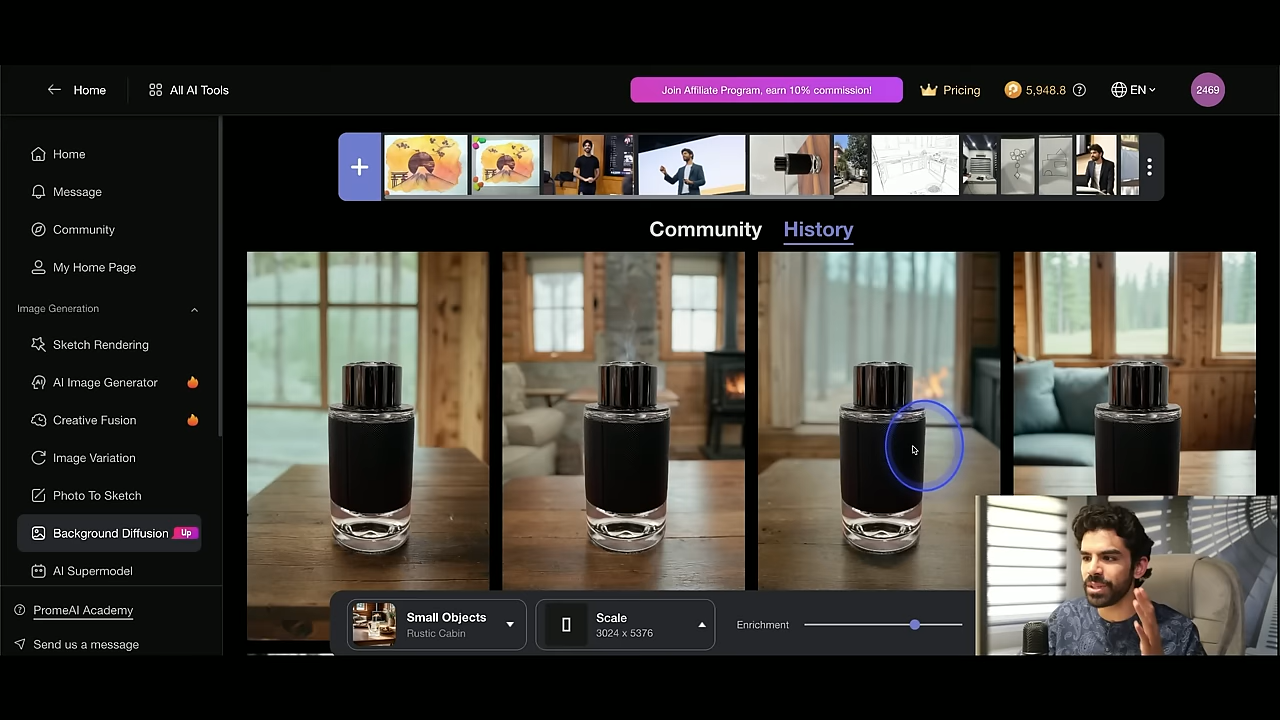 Home
All AI Tools
Join Affiliate Program, earn 10% commission!
Pricing
5,948.8
EN
2469
Home
Message
Community
My Home Page
Image Generation
Sketch Rendering
AI Image Generator
Creative Fusion
Image Variation
Photo To Sketch
Background Diffusion Up
AI Supermodel
PromeAI Academy
Send us a message
Community
History
Small Objects
Rustic Cabin
Scale
3024 x 5376
Enrichment